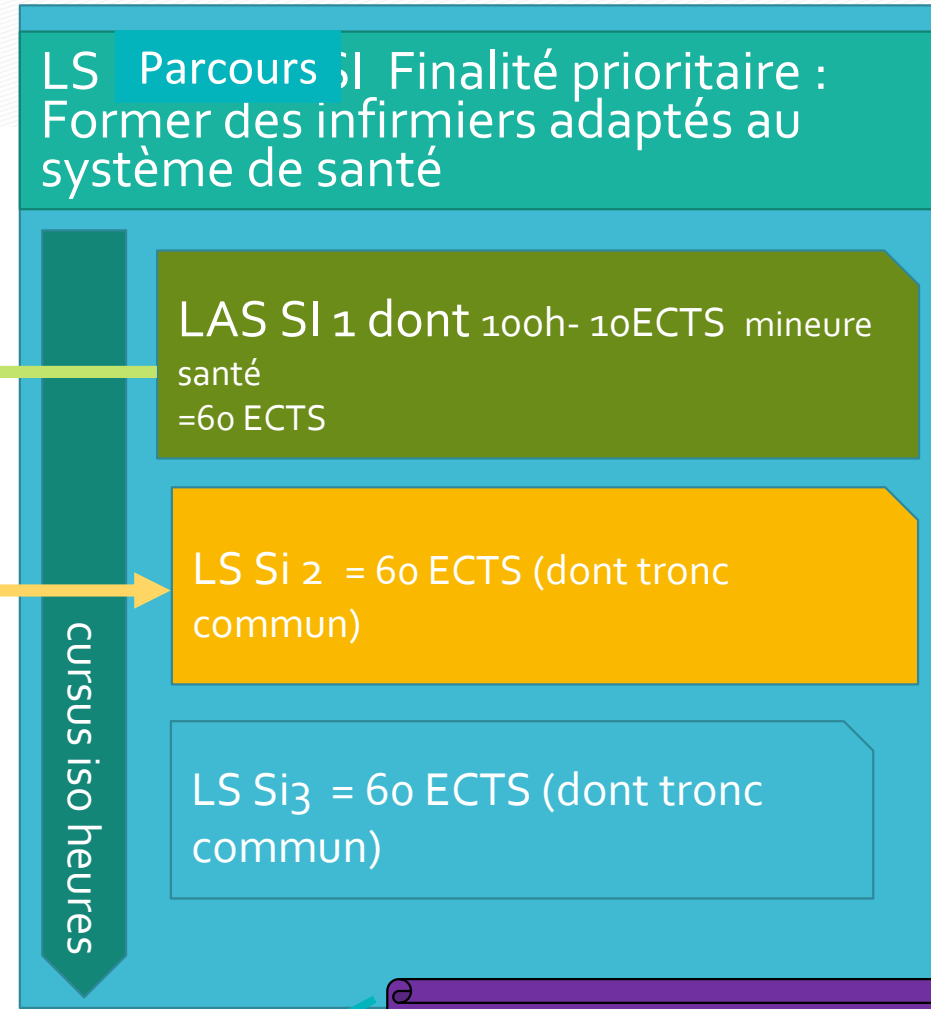 LS Parcours SI Finalité prioritaire :
Former des infirmiers adaptés au
système de santé
LAS SI 1 dont 100h- 10ECTS mineure
santé
=60 ECTS
LS Si 2 = 60 ECTS (dont tronc
commun)
LS Si3 = 60 ECTS (dont tronc
commun)
cursus iso heures